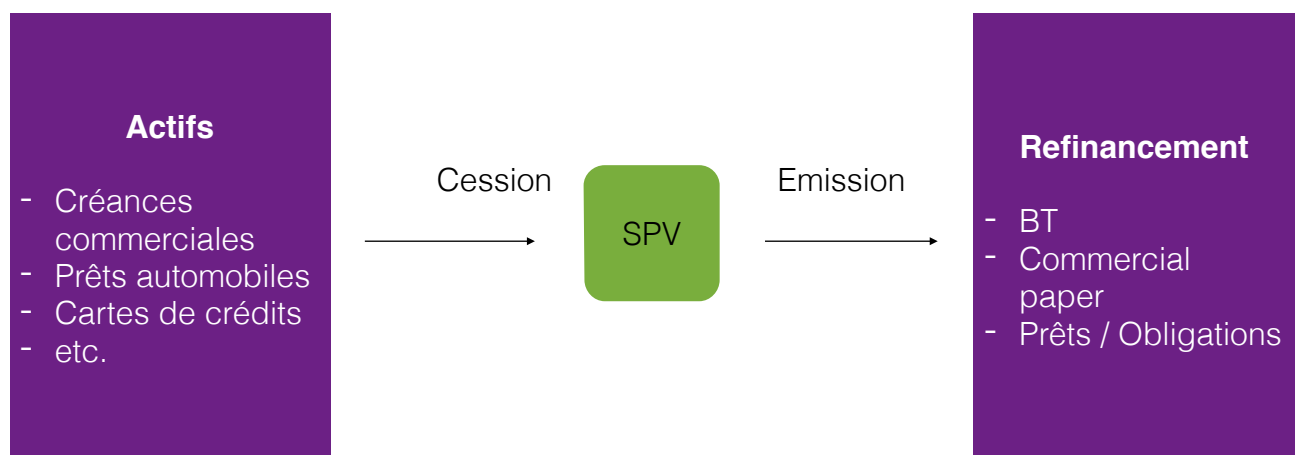 Actifs
- Créances
commerciales
- Prêts automobiles
- Cartes de crédits
- etc.
Cession
SPV
Emission
Refinancement
- BT
- Commercial
paper
- Prêts / Obligations